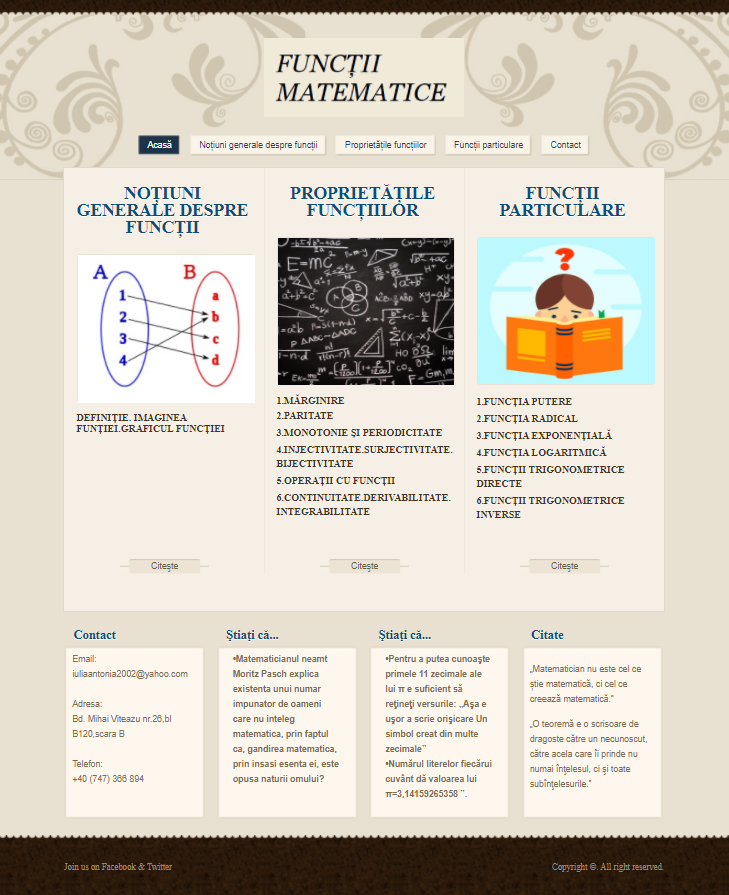 FUNCȚII
MATEMATICE
Acasă
Noțiuni generale despre funcții
Proprietățile funcțiilor
Funcții particulare
Contact
NOȚIUNI
GENERALE DESPRE
FUNCȚII
A
B
1
2
3
4
a
b
c
d
DEFINIȚIE. IMAGINEA
FUNȚIEI.GRAFICUL FUNCȚIEI
Citește
PROPRIETĂȚILE
FUNCȚIILOR
E=mc²
1.MĂRGINIRE
2.PARITATE
3.MONOTONIE ȘI PERIODICITATE
4.INJECTIVITATE.SURJECTIVITATE.
BIJECTIVITATE
5.OPERAȚII CU FUNCȚII
6.CONTINUITATE.DERIVABILITATE.
INTEGRABILITATE
Citește
FUNCȚII
PARTICULARE
?
1.FUNCȚIA PUTERE
2.FUNCȚIA RADICAL
3.FUNCȚIA EXPONENȚIALĂ
4.FUNCȚIA LOGARITMICĂ
5.FUNCȚII TRIGONOMETRICE
DIRECTE
6.FUNCȚII TRIGONOMETRICE
INVERSE
Citește
Contact
Email:
iuliaantonia2002@yahoo.com
Adresa:
Bd. Mihai Viteazu nr.26,bl
B120,scara B
Telefon:
+40 (747) 366 894
Știați că...
•Matematicianul neamt
Moritz Pasch explica
existenta unui numar
impunator de oameni
care nu inteleg
matematica, prin faptul
ca, gandirea matematica,
prin insasi esenta ei, este
opusa naturii omului?
Știați că...
•Pentru a putea cunoaşte
primele 11 zecimale ale
lui π e suficient să
reţineţi versurile: „Aşa e
uşor a scrie orişicare Un
simbol creat din multe
zecimale”
•Numărul literelor fiecărui
cuvânt dă valoarea lui
π=3,14159265358 ”.
Citate
„Matematician nu este cel ce
știe matematică, ci cel ce
creează matematică.”
„O teoremă e o scrisoare de
dragoste către un necunoscut,
către acela care îi prinde nu
numai înţelesul, ci şi toate
subînţelesurile.”
Join us on Facebook & Twitter
Copyright ©. All right reserved.